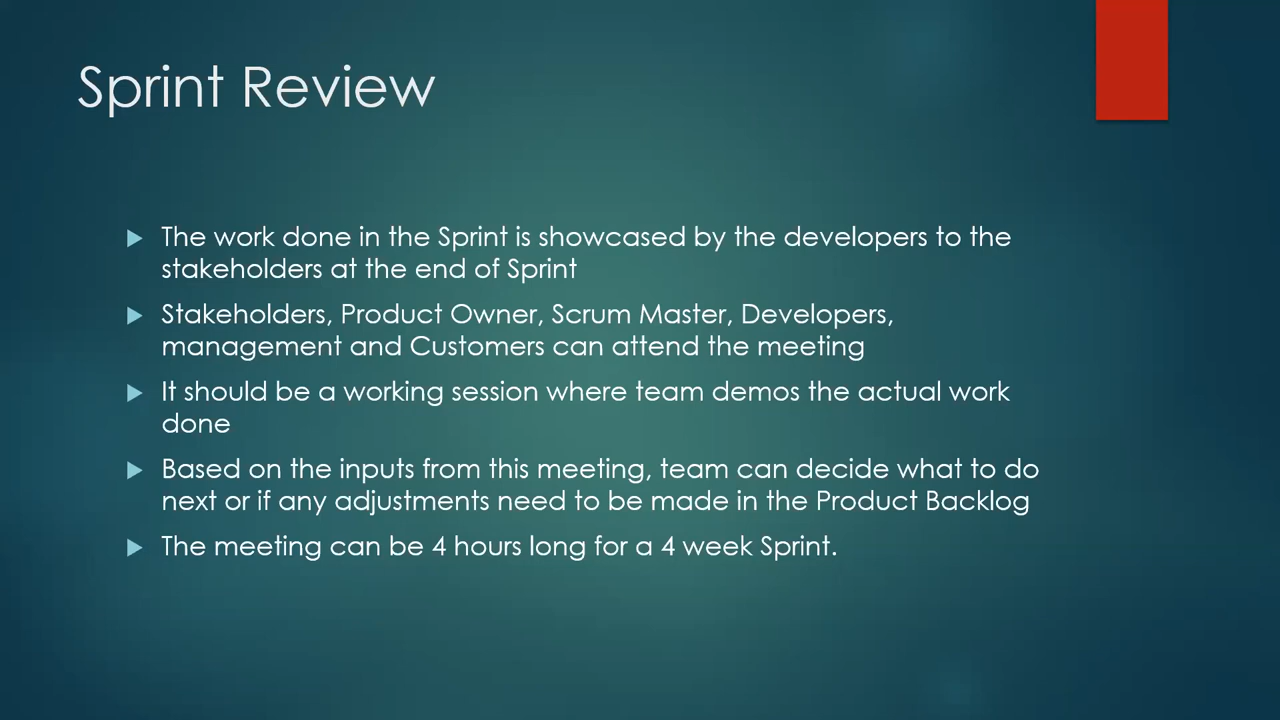 Sprint Review
The work done in the Sprint is showcased by the developers to the
stakeholders at the end of Sprint
Stakeholders, Product Owner, Scrum Master, Developers,
management and Customers can attend the meeting
It should be a working session where team demos the actual work
done
Based on the inputs from this meeting, team can decide what to do
next or if any adjustments need to be made in the Product Backlog
The meeting can be 4 hours long for a 4 week Sprint.